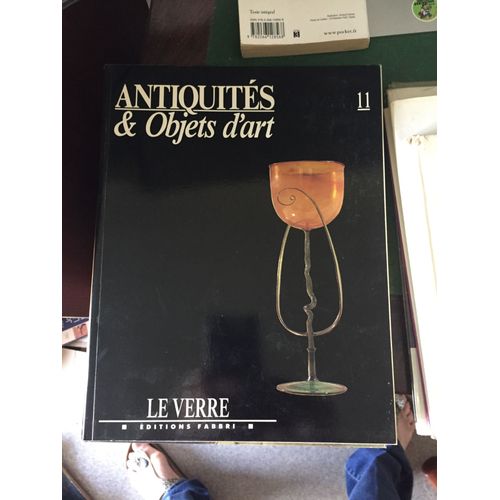 Texte intégral
www.pocket.fr
ANTIQUITÉS
& Objets d'art
11
LE VERRE
ÉDITIONS FABBRI